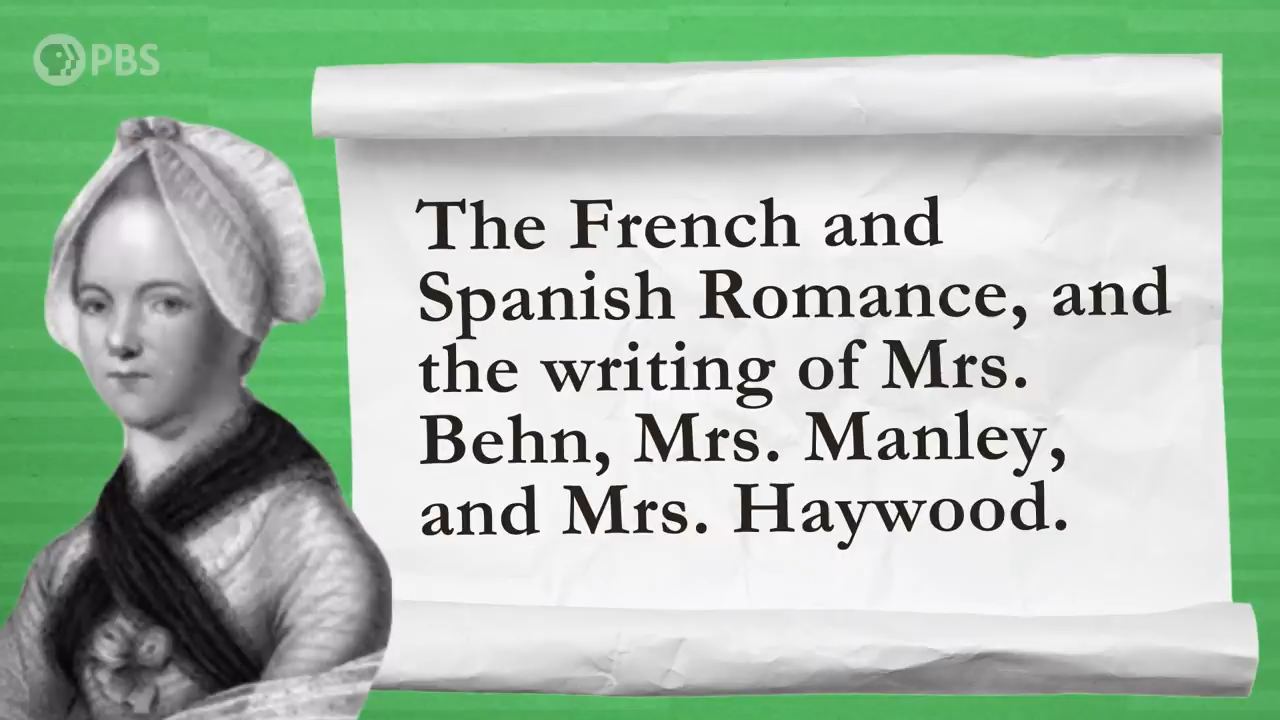 PBS
The French and
Spanish Romance, and
the writing of Mrs.
Behn, Mrs. Manley,
and Mrs. Haywood.